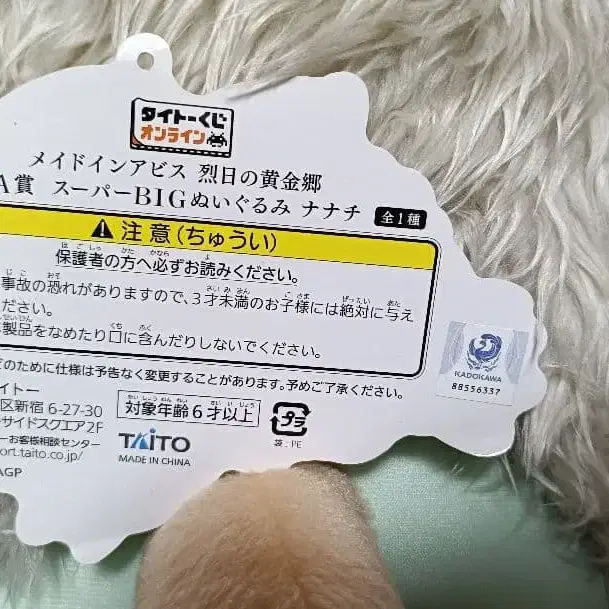 タイトーくじ
オンライン
メイドインアビス 烈日の黄金郷
A賞 スーパーBIGぬいぐるみ ナナチ 全1種
注意(ちゅうい)
保護者の方へ必ずお読みください。
事故の恐れがありますので、3才未満のお子様には絶対に与え
ださい。
製品をなめたり口に含んだりしないでください。
どのために仕様は予告なく変更することがあります。予めご了承ください。
イトー
区新宿 6-27-30
サイドスクエア2F
ーお客様相談センター
ort.taito.co.jp/
AGP
対象年齢6才以上
プラ
袋:PE
TAITO
MADE IN CHINA
KADOKAWA
88556337